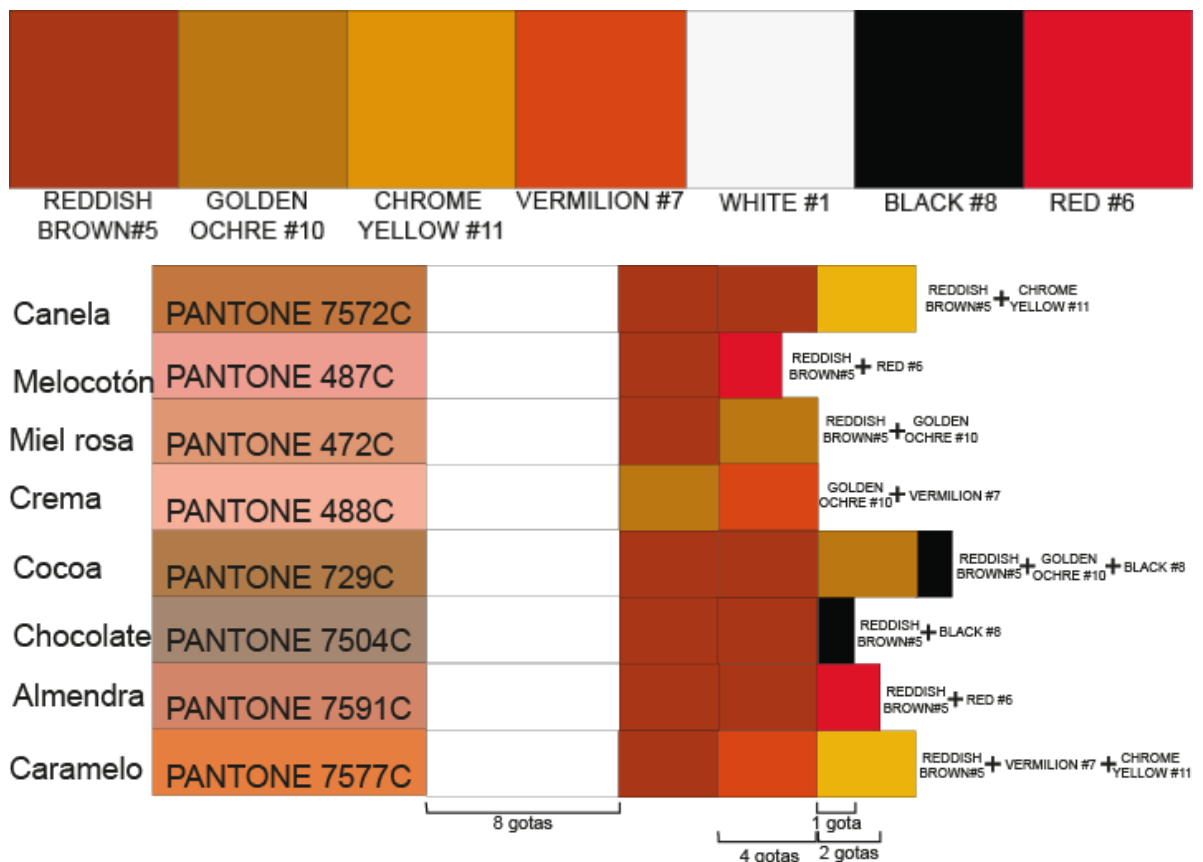 REDDISH
BROWN#5
GOLDEN
OCHRE #10
CHROME
YELLOW #11
VERMILION #7
WHITE #1
BLACK #8
RED #6
Canela
PANTONE 7572C
REDDISH
BROWN#5
+
CHROME
YELLOW #11
Melocotón
PANTONE 487C
REDDISH
BROWN#5
+
RED #6
Miel rosa
PANTONE 472C
REDDISH
BROWN#5
+
GOLDEN
OCHRE #10
Crema
PANTONE 488C
GOLDEN
OCHRE #10
+
VERMILION #7
Cocoa
PANTONE 729C
REDDISH
BROWN#5
+
GOLDEN
OCHRE #10
+
BLACK #8
Chocolate
PANTONE 7504C
REDDISH
BROWN#5
+
BLACK #8
Almendra
PANTONE 7591C
REDDISH
BROWN#5
+
RED #6
Caramelo
PANTONE 7577C
REDDISH
BROWN#5
+
VERMILION #7
+
CHROME
YELLOW #11
8 gotas
1 gota
4 gotas
2 gotas